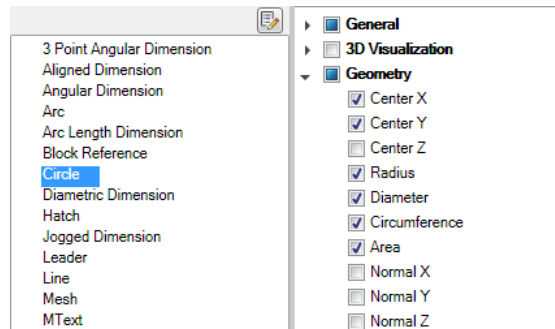 3 Point Angular Dimension
Aligned Dimension
Angular Dimension
Arc
Arc Length Dimension
Block Reference
Circle
Diametric Dimension
Hatch
Jogged Dimension
Leader
Line
Mesh
MText
General
3D Visualization
Geometry
Center X
Center Y
Center Z
Radius
Diameter
Circumference
Area
Normal X
Normal Y
Normal Z